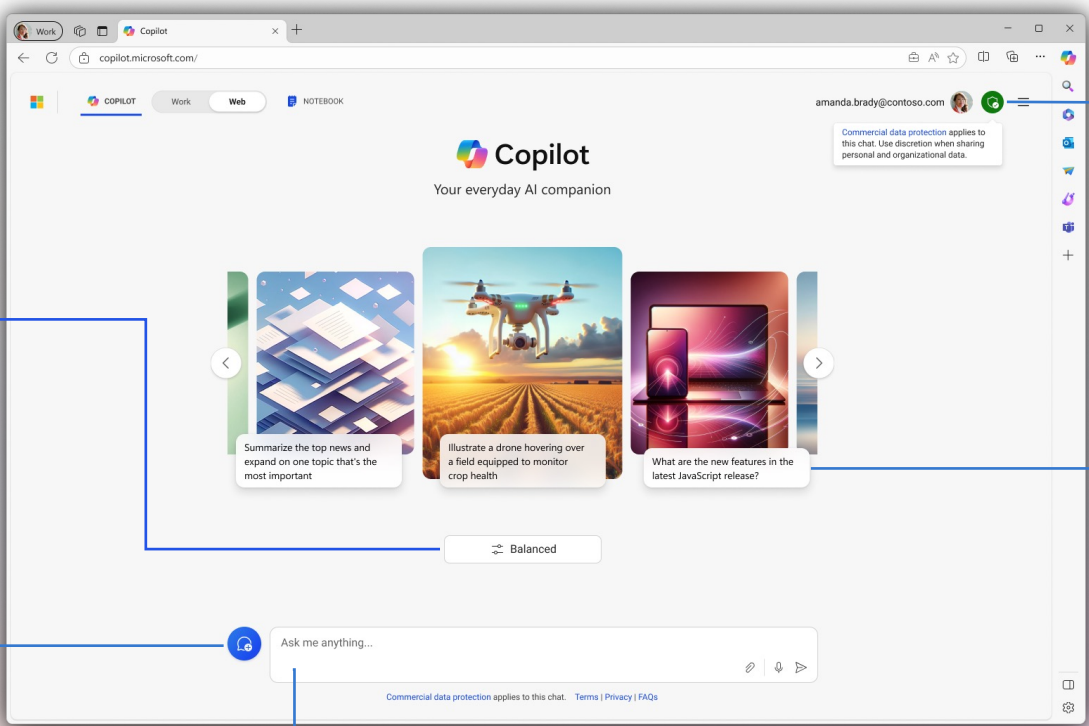 Work
Copilot
copilot.microsoft.com/
COPILOT
Work
Web
NOTEBOOK
amanda.brady@contoso.com
Commercial data protection applies to
this chat. Use discretion when sharing
personal and organizational data.
Copilot
Your everyday AI companion
Summarize the top news and
expand on one topic that's the
most important
Illustrate a drone hovering over
a field equipped to monitor
crop health
What are the new features in the
latest JavaScript release?
Balanced
Ask me anything...
Commercial data protection applies to this chat. Terms | Privacy | FAQs